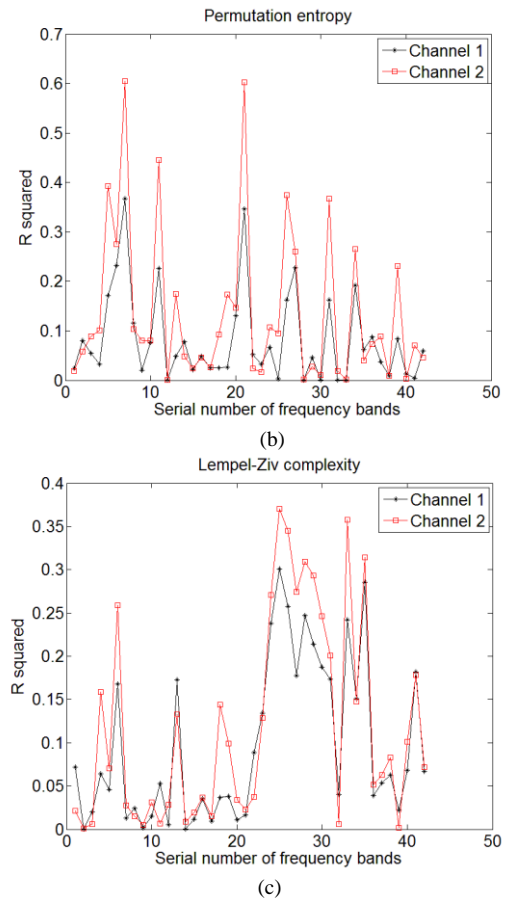 Permutation entropy
0.7
0.6
0.5
0.4
0.3
0.2
0.1
0
R squared
Channel 1
Channel 2
0 10 20 30 40 50
Serial number of frequency bands
(b)
Lempel-Ziv complexity
0.4
0.35
0.3
0.25
0.2
0.15
0.1
0.05
0
R squared
Channel 1
Channel 2
0 10 20 30 40 50
Serial number of frequency bands
(c)